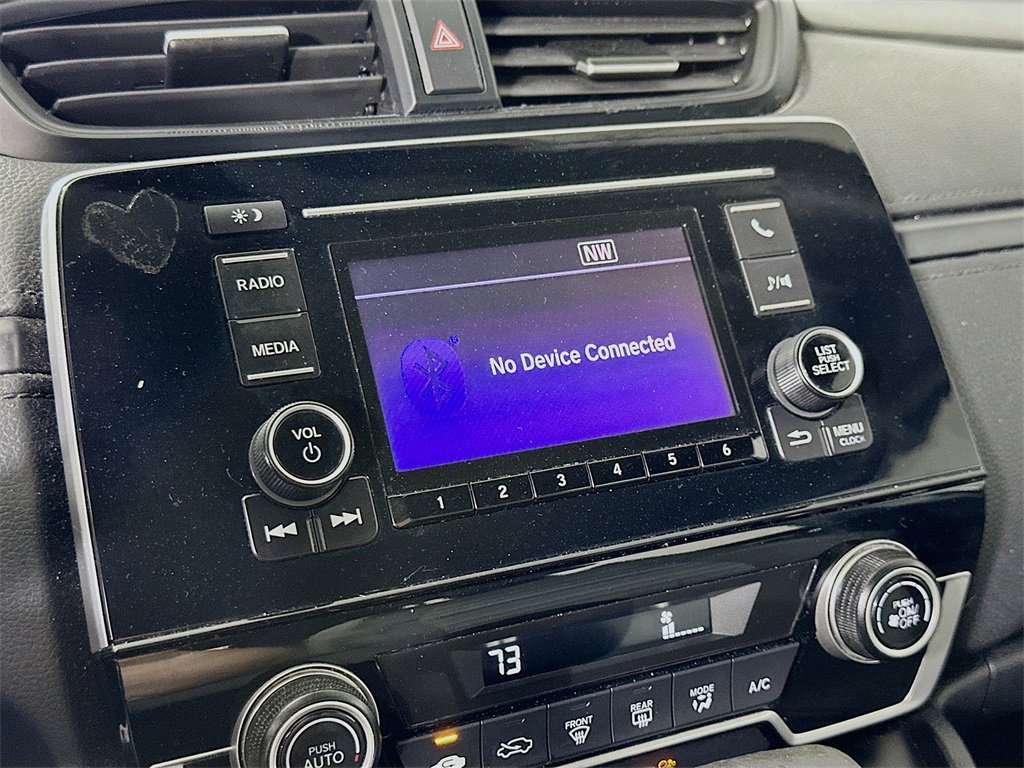 NW
RADIO
MEDIA
No Device Connected
®
VOL
LIST
PUSH
SELECT
MENU
CLOCK
1 2 3 4 5 6
73
PUSH
ON/
OFF
PUSH
AUTO
FRONT
REAR
MODE
A/C